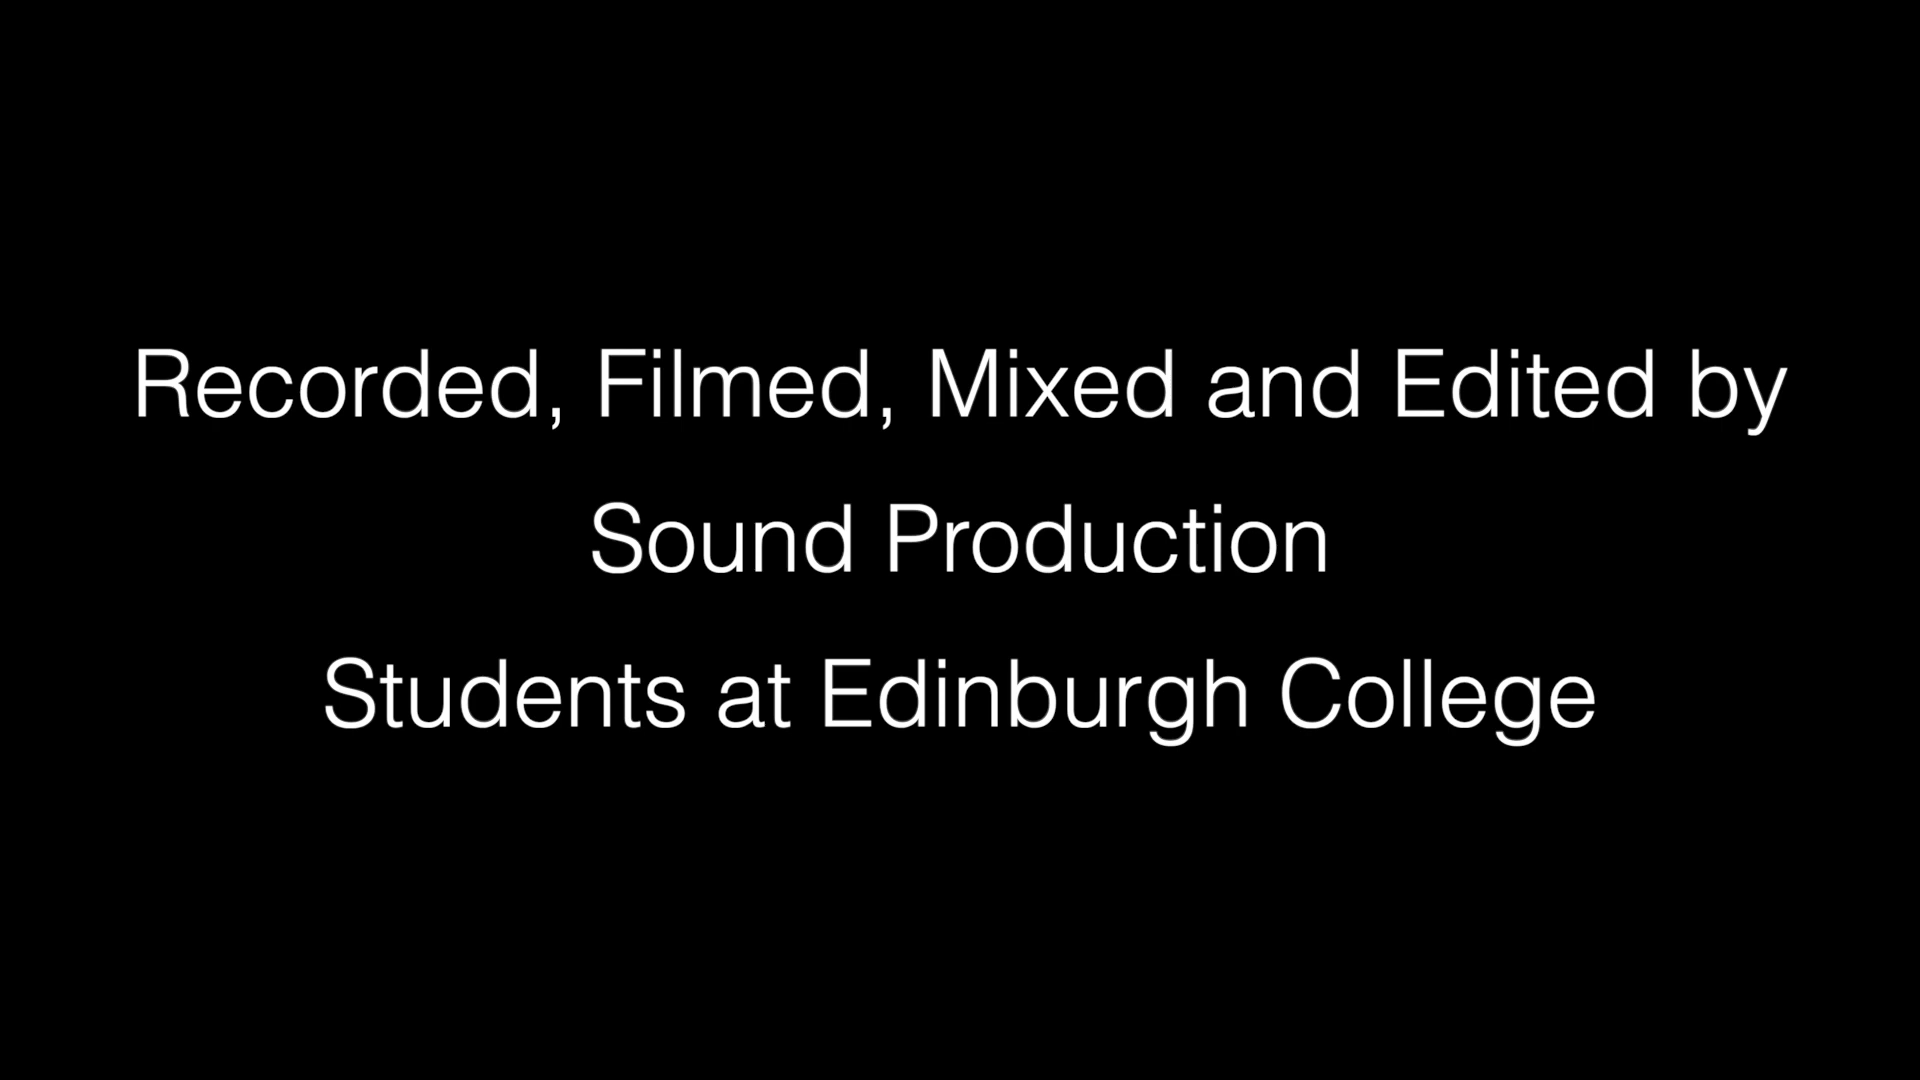 Recorded, Filmed, Mixed and Edited by
Sound Production
Students at Edinburgh College